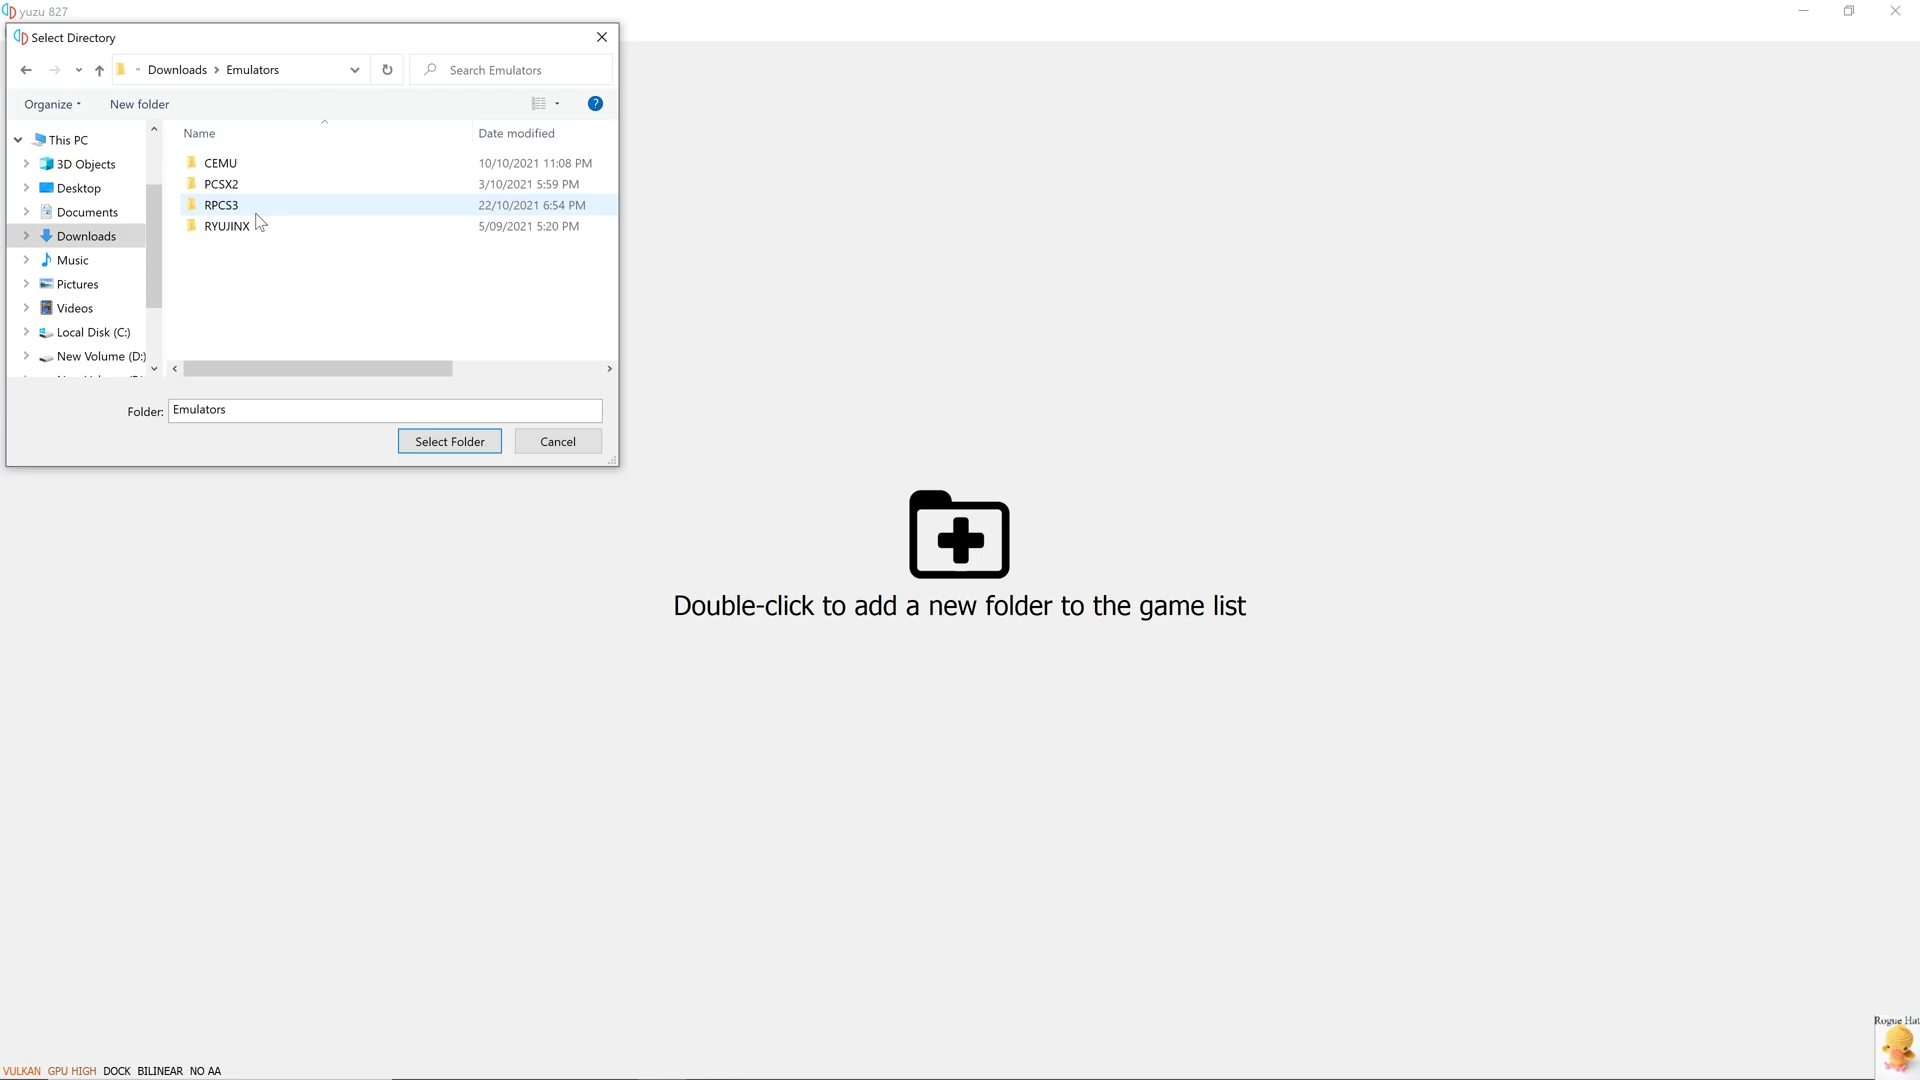 yuzu 827
Select Directory
« Downloads > Emulators
Search Emulators
Organize
New folder
Name
Date modified
This PC
3D Objects
Desktop
Documents
Downloads
Music
Pictures
Videos
Local Disk (C:)
New Volume (D:)
CEMU 10/10/2021 11:08 PM
PCSX2 3/10/2021 5:59 PM
RPCS3 22/10/2021 6:54 PM
RYUJINX 5/09/2021 5:20 PM
Folder: Emulators
Select Folder
Cancel
Double-click to add a new folder to the game list
Rogue Hat
VULKAN GPU HIGH DOCK BILINEAR NO AA